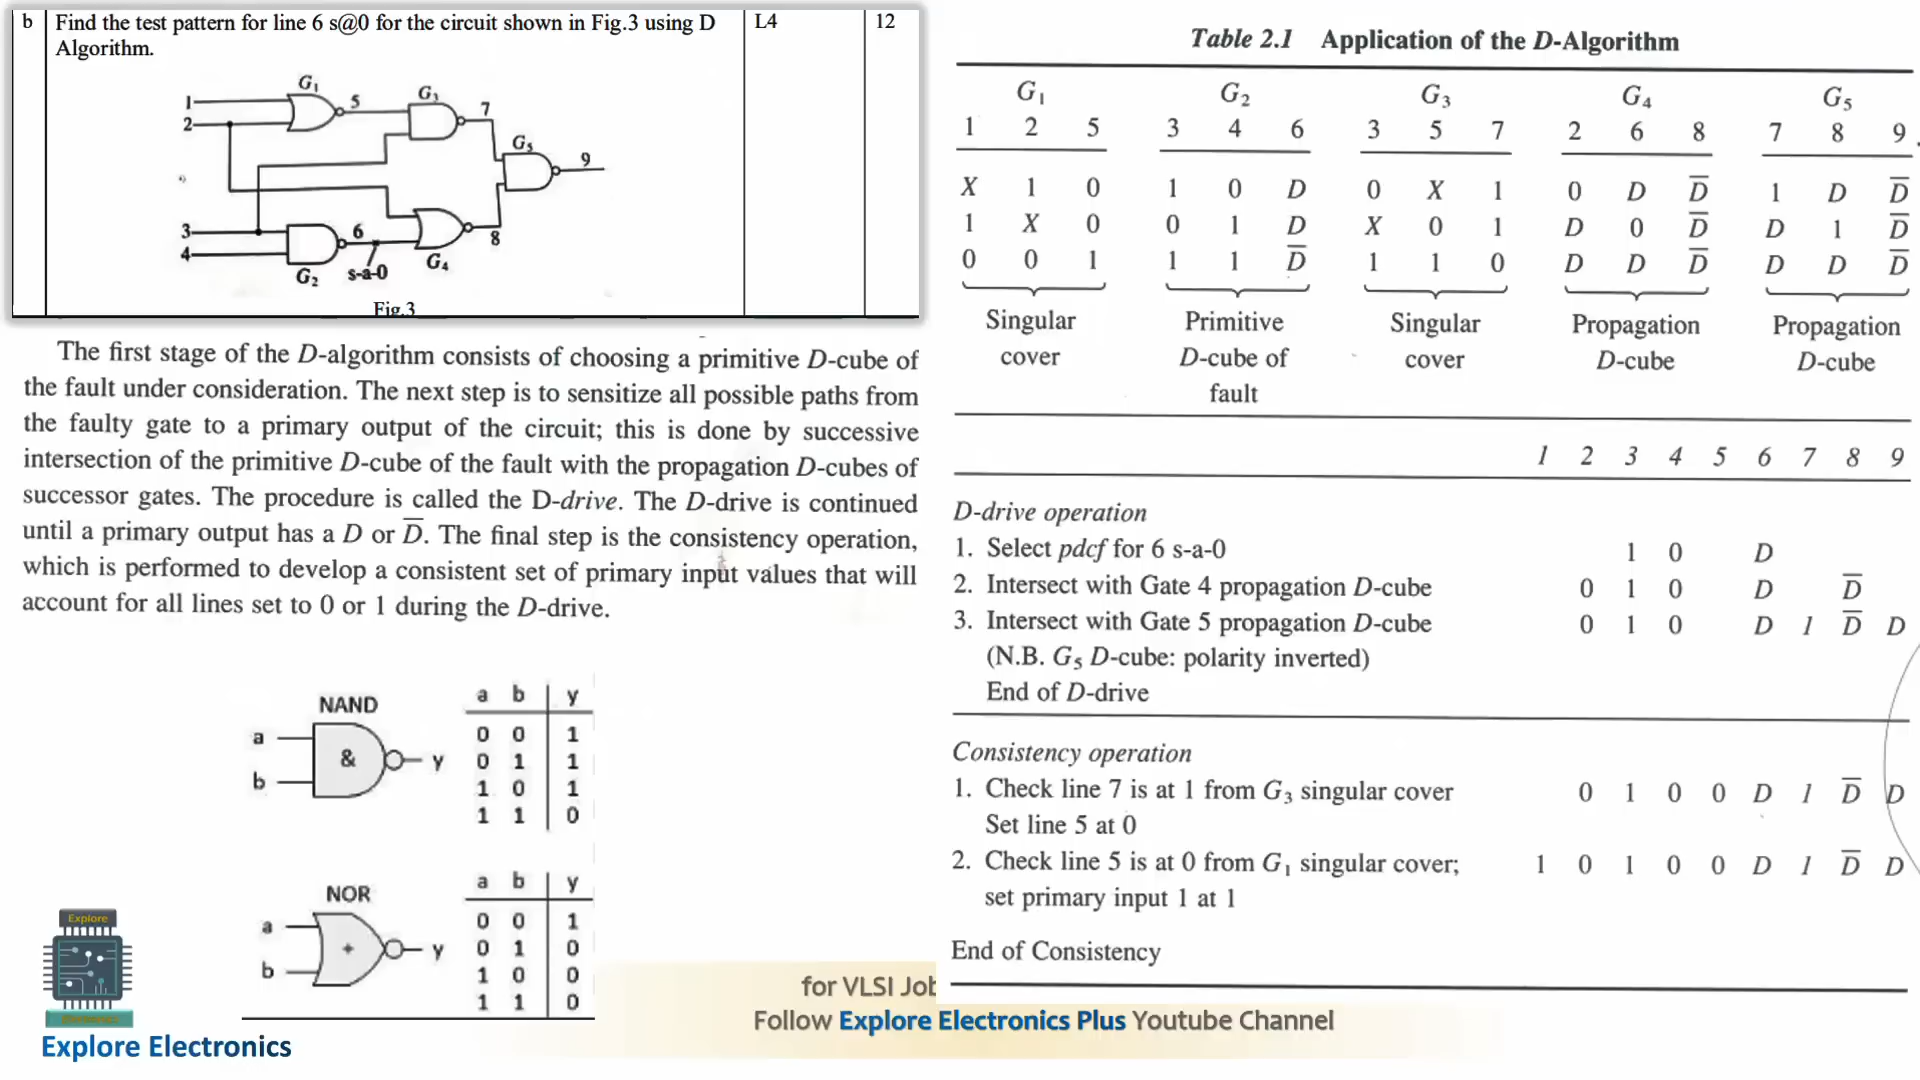 b Find the test pattern for line 6 s@0 for the circuit shown in Fig.3 using D L4 12
Algorithm.
G₁
1 5 G₃
2 7
G₅
9
3 6
4 8
G₂ s-a-0 G₄
Fig.3
The first stage of the D-algorithm consists of choosing a primitive D-cube of
the fault under consideration. The next step is to sensitize all possible paths from
the faulty gate to a primary output of the circuit; this is done by successive
intersection of the primitive D-cube of the fault with the propagation D-cubes of
successor gates. The procedure is called the D-drive. The D-drive is continued
until a primary output has a D or D̅. The final step is the consistency operation,
which is performed to develop a consistent set of primary input values that will
account for all lines set to 0 or 1 during the D-drive.
NAND a b y
a & y
b
0 0 1
0 1 1
1 0 1
1 1 0
NOR a b y
a + y
b
0 0 1
0 1 0
1 0 0
1 1 0
Explore
Explore Electronics
Table 2.1 Application of the D-Algorithm
G₁ G₂ G₃ G₄ G₅
1 2 5 3 4 6 3 5 7 2 6 8 7 8 9
X 1 0 1 0 D 0 X 1 0 D D̅ 1 D D̅
1 X 0 0 1 D X 0 1 D 0 D̅ D 1 D̅
0 0 1 1 1 D̅ 1 1 0 D D D̅ D D D̅
Singular Primitive Singular Propagation Propagation
cover D-cube of cover D-cube D-cube
fault
1 2 3 4 5 6 7 8 9
D-drive operation
1. Select pdcf for 6 s-a-0 1 0 D
2. Intersect with Gate 4 propagation D-cube 0 1 0 D D̅
3. Intersect with Gate 5 propagation D-cube 0 1 0 D 1 D̅ D
(N.B. G₅ D-cube: polarity inverted)
End of D-drive
Consistency operation
1. Check line 7 is at 1 from G₃ singular cover 0 1 0 0 D 1 D̅ D
Set line 5 at 0
2. Check line 5 is at 0 from G₁ singular cover; 1 0 1 0 0 D 1 D̅ D
set primary input 1 at 1
End of Consistency
for VLSI Job
Follow Explore Electronics Plus Youtube Channel